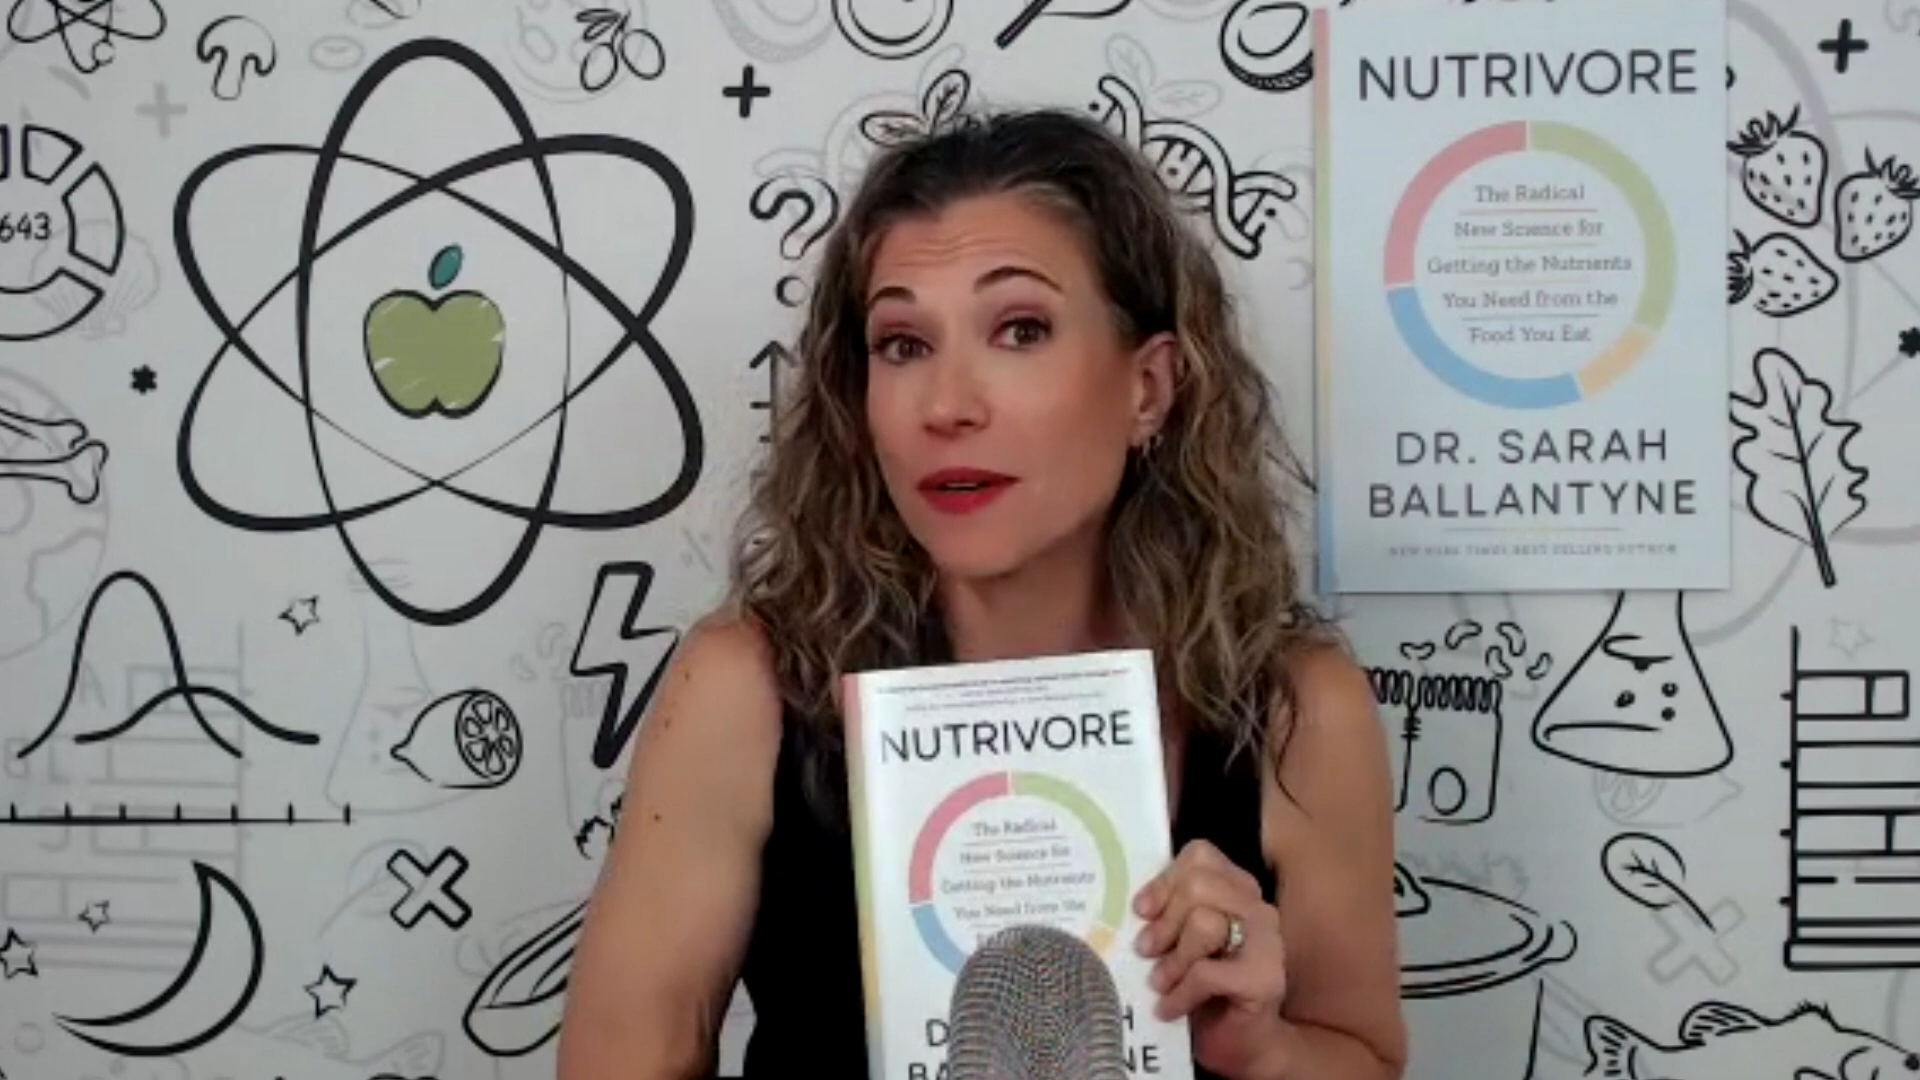 643
NUTRIVORE
The Radical
New Science for
Getting the Nutrients
You Need from the
Food You Eat
DR. SARAH
BALLANTYNE
NEW YORK TIMES BEST SELLING AUTHOR
NUTRIVORE
The Radical
New Science for
Getting the Nutrients
You Need from the